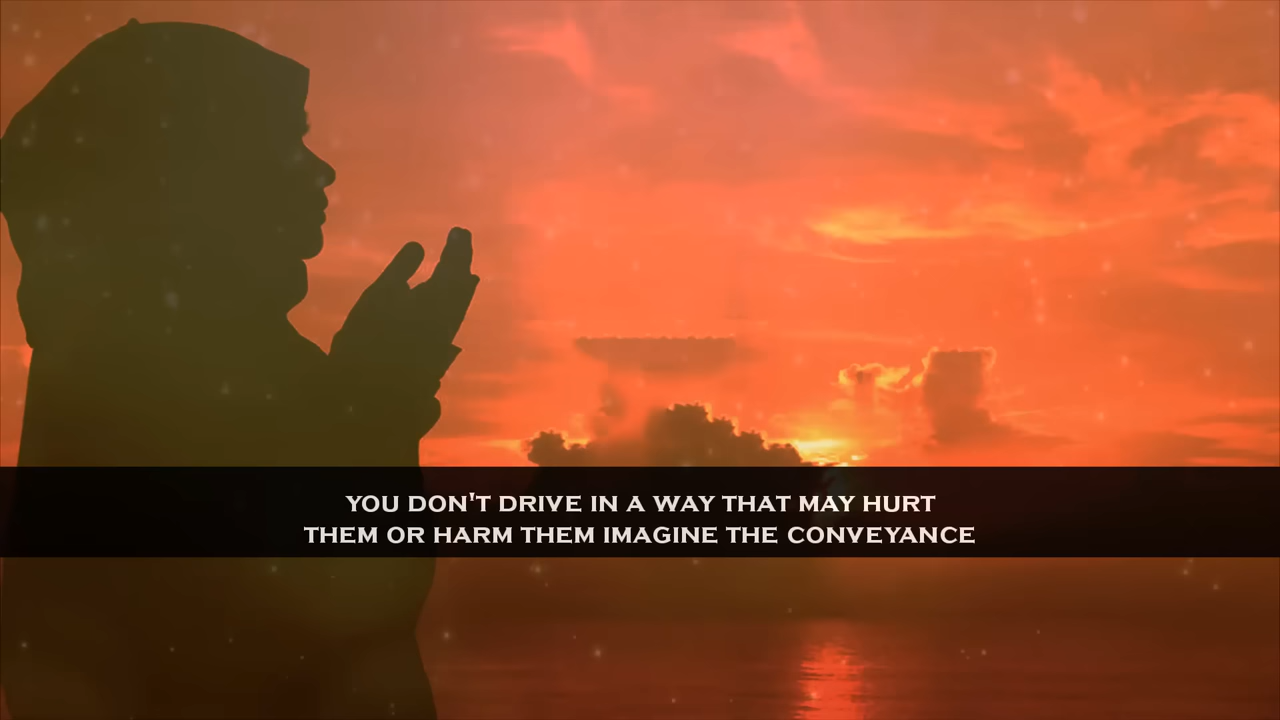 YOU DON'T DRIVE IN A WAY THAT MAY HURT
THEM OR HARM THEM IMAGINE THE CONVEYANCE